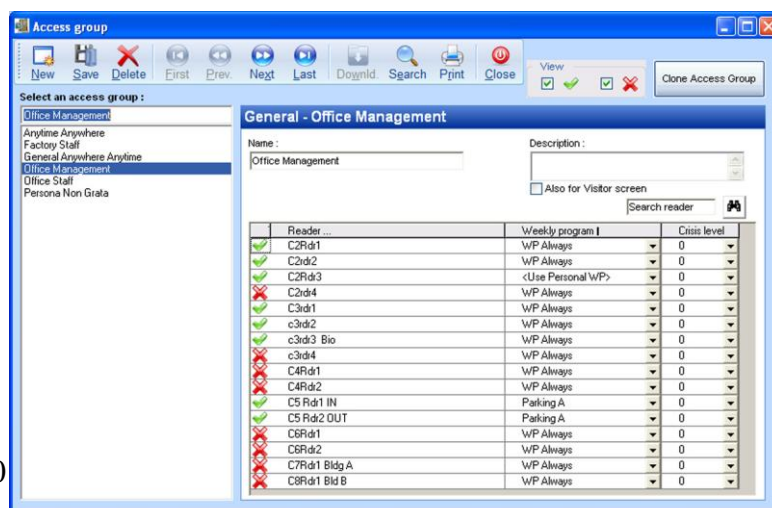 Access group
New Save Delete First Prev. Next Last Downld. Search Print Close
View
Clone Access Group
Select an access group :
Office Management
Anytime Anywhere
Factory Staff
General Anywhere Anytime
Office Management
Office Staff
Persona Non Grata
General - Office Management
Name :
Description :
Office Management
Also for Visitor screen
Search reader
Reader ... Weekly program Crisis level
C2Rdr1 WP Always 0
C2rdr2 WP Always 0
C2Rdr3 <Use Personal WP> 0
C2rdr4 WP Always 0
C3rdr1 WP Always 0
c3rdr2 WP Always 0
c3rdr3 Bio WP Always 0
c3rdr4 WP Always 0
C4Rdr1 WP Always 0
C4Rdr2 WP Always 0
C5 Rdr1 IN Parking A 0
C5 Rdr2 OUT Parking A 0
C6Rdr1 WP Always 0
C6Rdr2 WP Always 0
C7Rdr1 Bldg A WP Always 0
C8Rdr1 Bld B WP Always 0
)